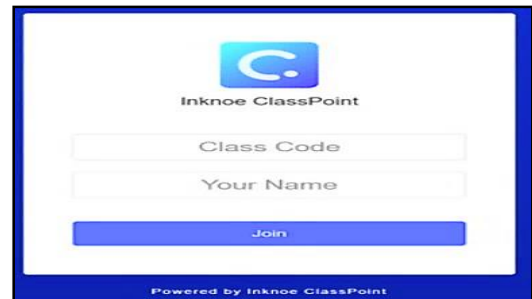 Inknoe ClassPoint
Class Code
Your Name
Join
Powered by Inknoe ClassPoint